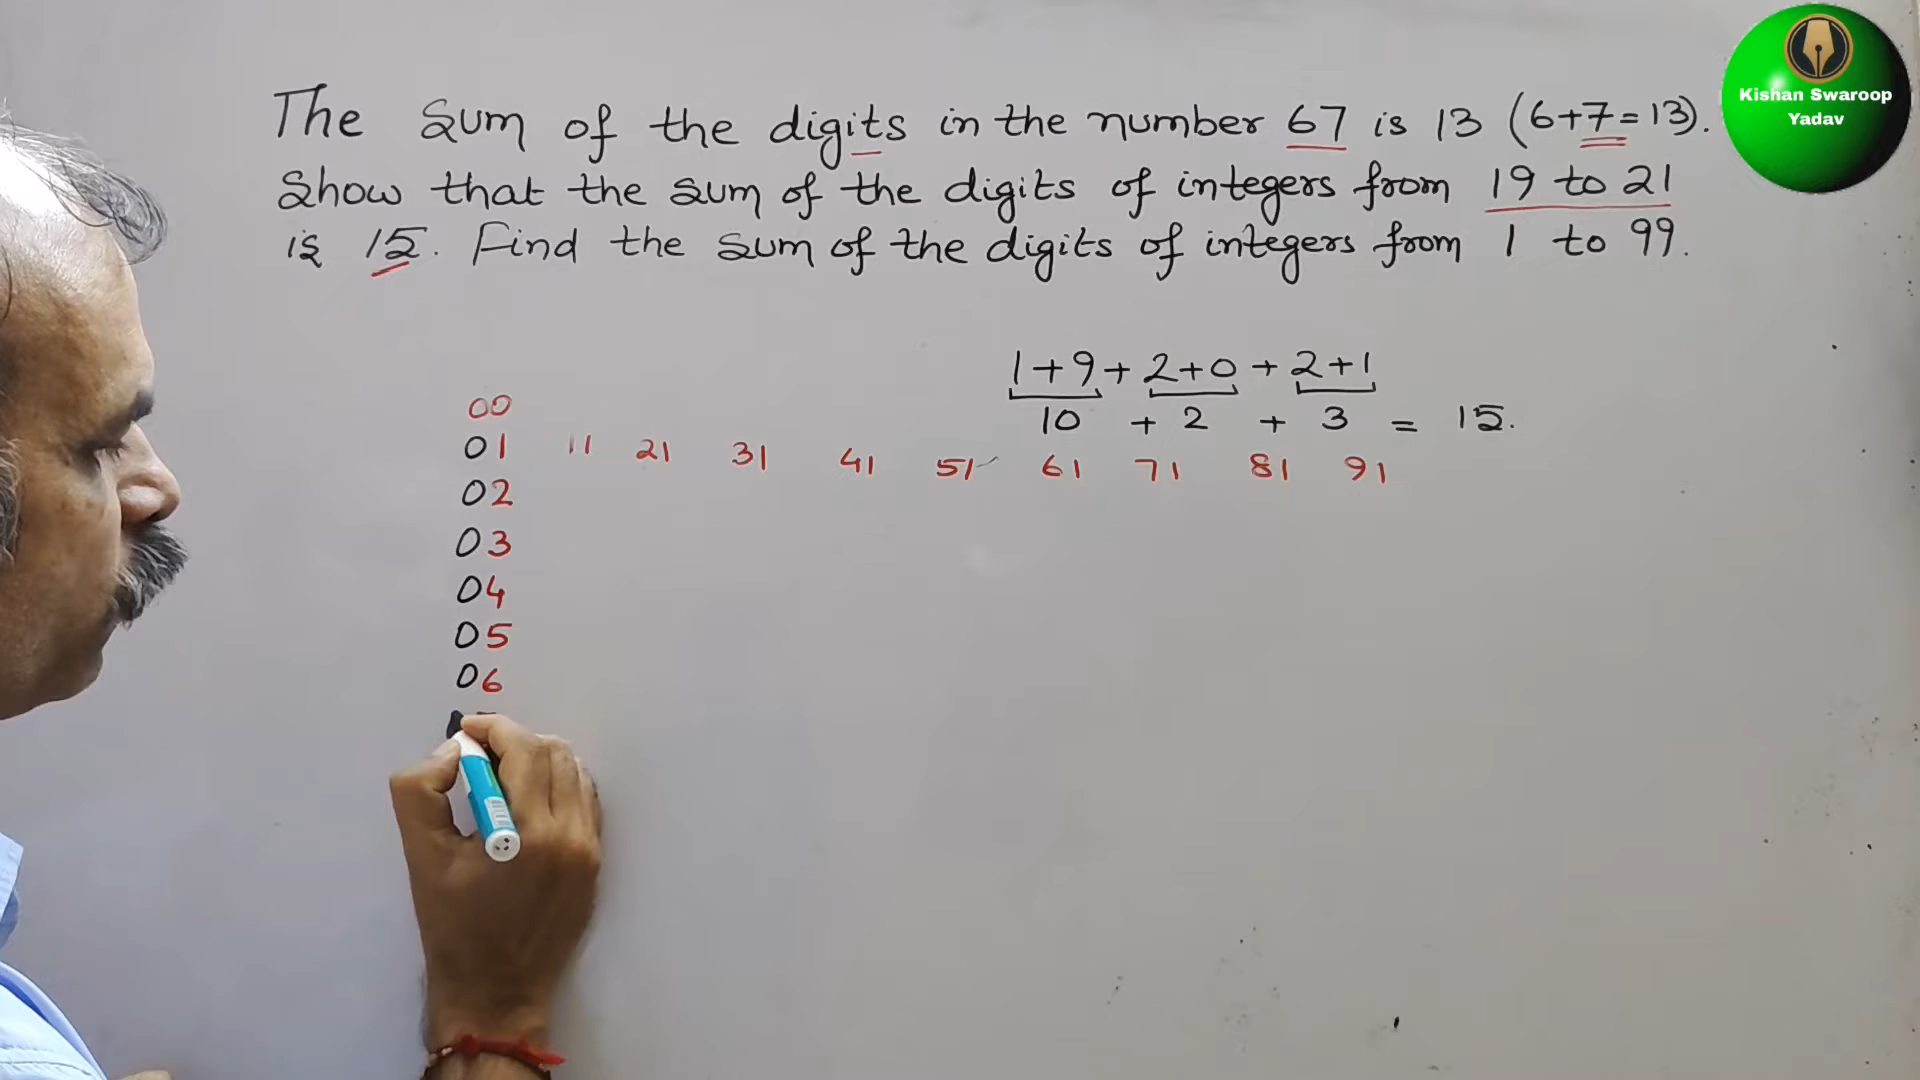 Kishan Swaroop
Yadav
The sum of the digits in the number 67 is 13 (6+7=13).
Show that the sum of the digits of integers from 19 to 21
is 15. Find the sum of the digits of integers from 1 to 99.
1+9+2+0+2+1
10 + 2 + 3 = 15.
00
01 11 21 31 41 51 61 71 81 91
02
03
04
05
06